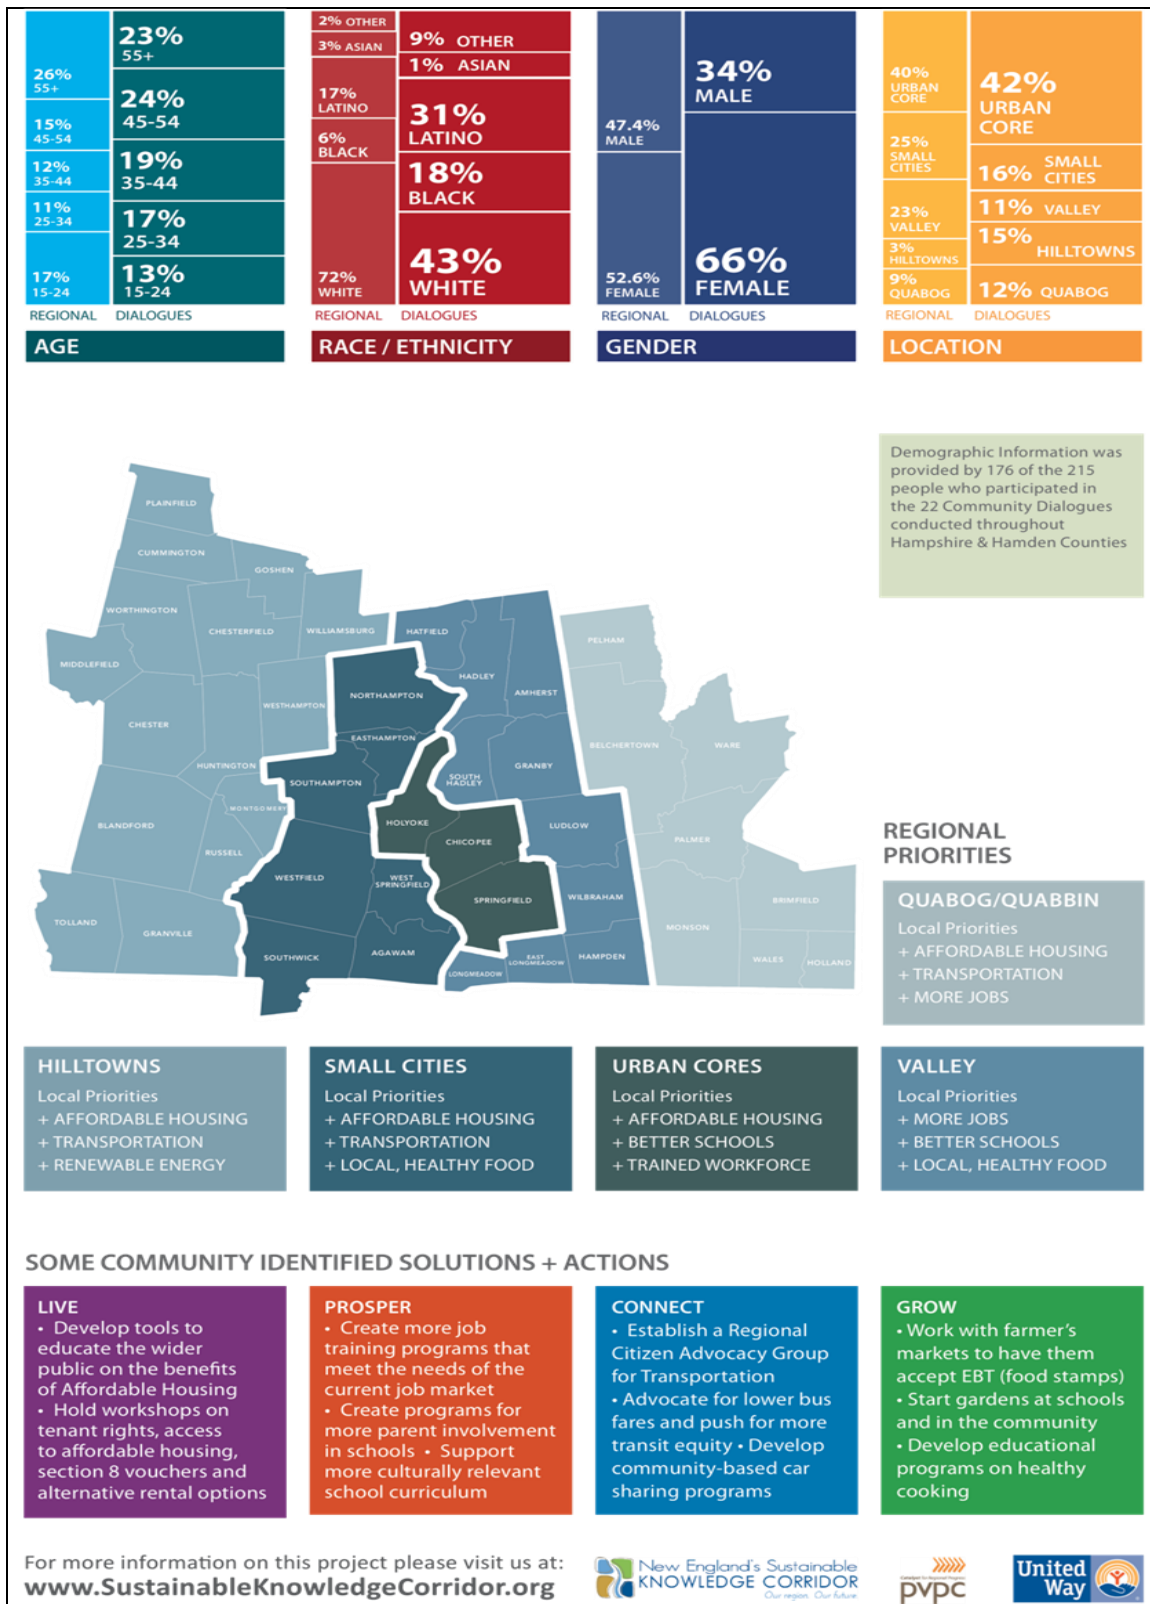 26%
55+
15%
45-54
12%
35-44
11%
25-34
17%
15-24
REGIONAL
23%
55+
24%
45-54
19%
35-44
17%
25-34
13%
15-24
DIALOGUES
AGE
2% OTHER
3% ASIAN
17%
LATINO
6%
BLACK
72%
WHITE
REGIONAL
9% OTHER
1% ASIAN
31%
LATINO
18%
BLACK
43%
WHITE
DIALOGUES
RACE / ETHNICITY
47.4%
MALE
52.6%
FEMALE
REGIONAL
34%
MALE
66%
FEMALE
DIALOGUES
GENDER
40%
URBAN
CORE
25%
SMALL
CITIES
23%
VALLEY
3%
HILLTOWNS
9%
QUABOG
REGIONAL
42%
URBAN
CORE
16% SMALL
CITIES
11% VALLEY
15%
HILLTOWNS
12% QUABOG
DIALOGUES
LOCATION
Demographic Information was
provided by 176 of the 215
people who participated in
the 22 Community Dialogues
conducted throughout
Hampshire & Hamden Counties
PLAINFIELD
CUMMINGTON
GOSHEN
WORTHINGTON
CHESTERFIELD
WILLIAMSBURG
HATFIELD
PELHAM
MIDDLEFIELD
HADLEY
AMHERST
NORTHAMPTON
WESTHAMPTON
CHESTER
EASTHAMPTON
BELCHERTOWN
WARE
HUNTINGTON
GRANBY
SOUTH
HADLEY
SOUTHAMPTON
MONTGOMERY
BLANDFORD
HOLYOKE
LUDLOW
CHICOPEE
PALMER
RUSSELL
WESTFIELD
WEST
SPRINGFIELD
SPRINGFIELD
WILBRAHAM
BRIMFIELD
TOLLAND
GRANVILLE
MONSON
SOUTHWICK
AGAWAM
LONGMEADOW
EAST
LONGMEADOW
HAMPDEN
WALES
HOLLAND
REGIONAL
PRIORITIES
QUABOG/QUABBIN
Local Priorities
+ AFFORDABLE HOUSING
+ TRANSPORTATION
+ MORE JOBS
HILLTOWNS
Local Priorities
+ AFFORDABLE HOUSING
+ TRANSPORTATION
+ RENEWABLE ENERGY
SMALL CITIES
Local Priorities
+ AFFORDABLE HOUSING
+ TRANSPORTATION
+ LOCAL, HEALTHY FOOD
URBAN CORES
Local Priorities
+ AFFORDABLE HOUSING
+ BETTER SCHOOLS
+ TRAINED WORKFORCE
VALLEY
Local Priorities
+ MORE JOBS
+ BETTER SCHOOLS
+ LOCAL, HEALTHY FOOD
SOME COMMUNITY IDENTIFIED SOLUTIONS + ACTIONS
LIVE
• Develop tools to
educate the wider
public on the benefits
of Affordable Housing
• Hold workshops on
tenant rights, access
to affordable housing,
section 8 vouchers and
alternative rental options
PROSPER
• Create more job
training programs that
meet the needs of the
current job market
• Create programs for
more parent involvement
in schools • Support
more culturally relevant
school curriculum
CONNECT
• Establish a Regional
Citizen Advocacy Group
for Transportation
• Advocate for lower bus
fares and push for more
transit equity • Develop
community-based car
sharing programs
GROW
• Work with farmer's
markets to have them
accept EBT (food stamps)
• Start gardens at schools
and in the community
• Develop educational
programs on healthy
cooking
For more information on this project please visit us at:
www.SustainableKnowledgeCorridor.org
New England's Sustainable
KNOWLEDGE CORRIDOR
Our region. Our future.
Catalyst for Regional Progress
pvpc
United
Way